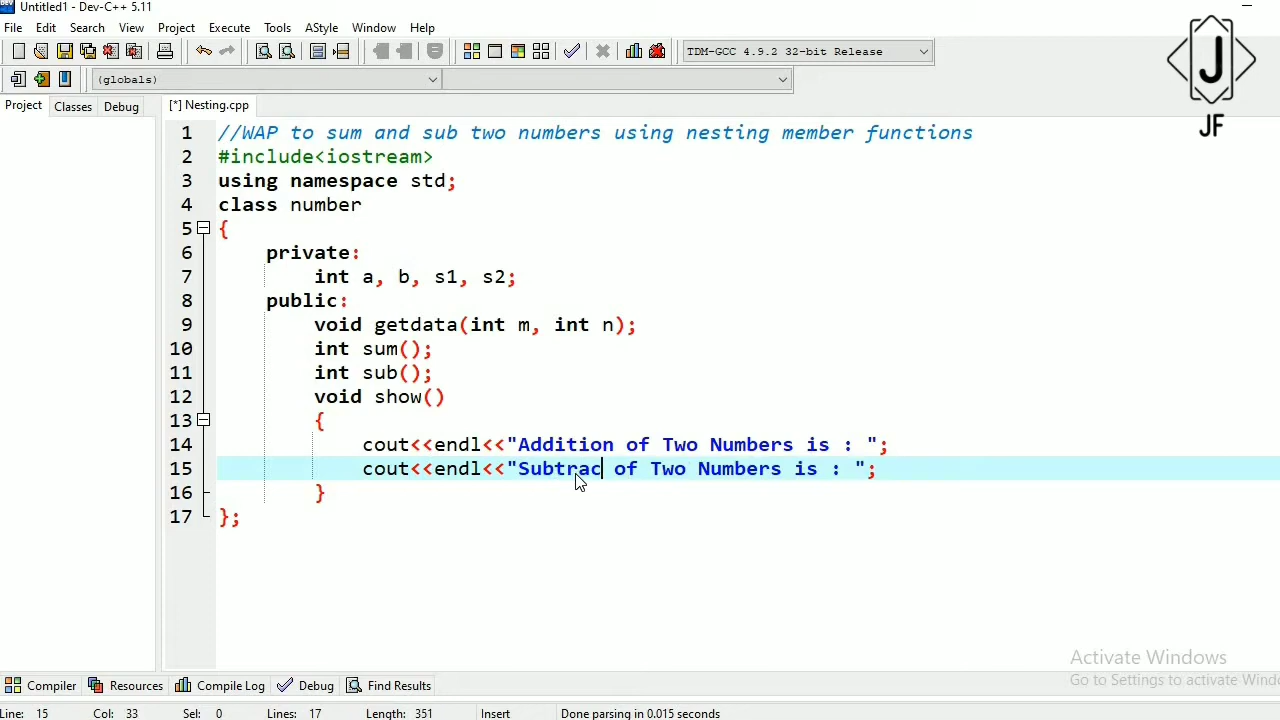 Untitled1 - Dev-C++ 5.11
File Edit Search View Project Execute Tools AStyle Window Help
TDM-GCC 4.9.2 32-bit Release
(globals)
Project Classes Debug [*] Nesting.cpp
1 //WAP to sum and sub two numbers using nesting member functions
2 #include<iostream>
3 using namespace std;
4 class number
5 {
6 private:
7 int a, b, s1, s2;
8 public:
9 void getdata(int m, int n);
10 int sum();
11 int sub();
12 void show()
13 {
14 cout<<endl<<"Addition of Two Numbers is : ";
15 cout<<endl<<"Subtrac of Two Numbers is : ";
16 }
17 };
J
JF
Activate Windows
Go to Settings to activate Windo
Compiler Resources Compile Log Debug Find Results
Line: 15 Col: 33 Sel: 0 Lines: 17 Length: 351 Insert Done parsing in 0.015 seconds